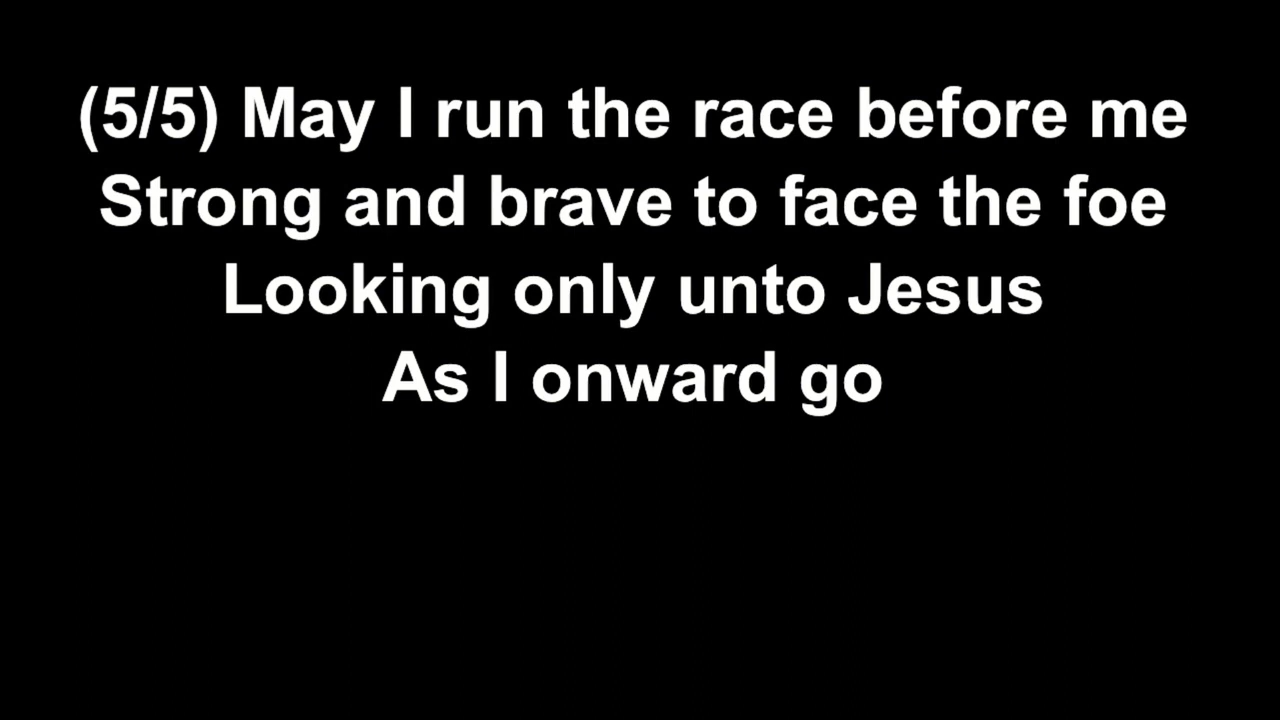 (5/5) May I run the race before me
Strong and brave to face the foe
Looking only unto Jesus
As I onward go